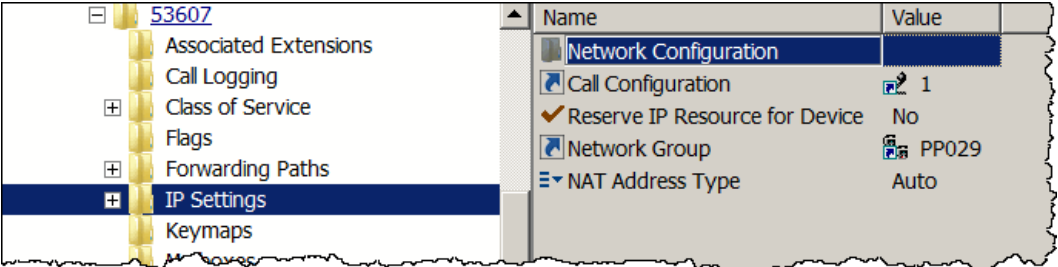 53607
Associated Extensions
Call Logging
Class of Service
Flags
Forwarding Paths
IP Settings
Keymaps
Name Value
Network Configuration
Call Configuration 1
Reserve IP Resource for Device No
Network Group PP029
NAT Address Type Auto